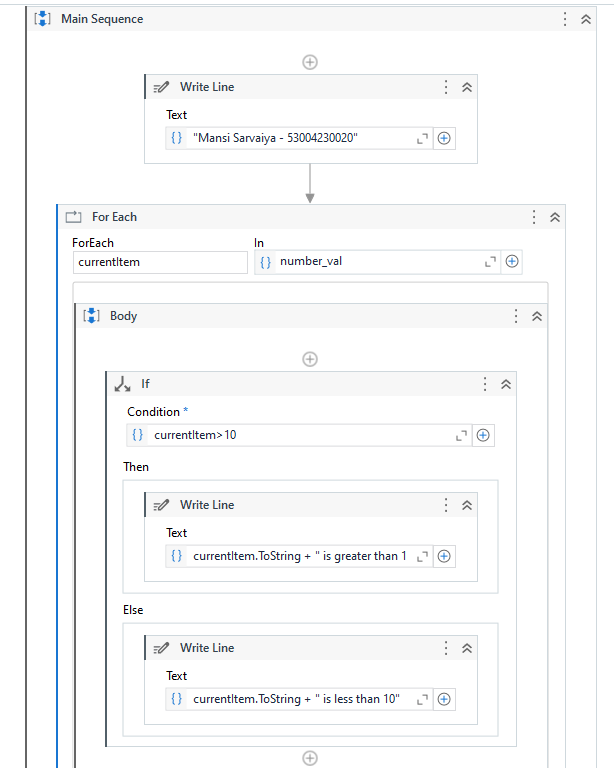 Main Sequence
Write Line
Text
"Mansi Sarvaiya - 53004230020"
For Each
ForEach In
currentItem number_val
Body
If
Condition *
currentItem>10
Then
Write Line
Text
currentItem.ToString + " is greater than 1
Else
Write Line
Text
currentItem.ToString + " is less than 10"